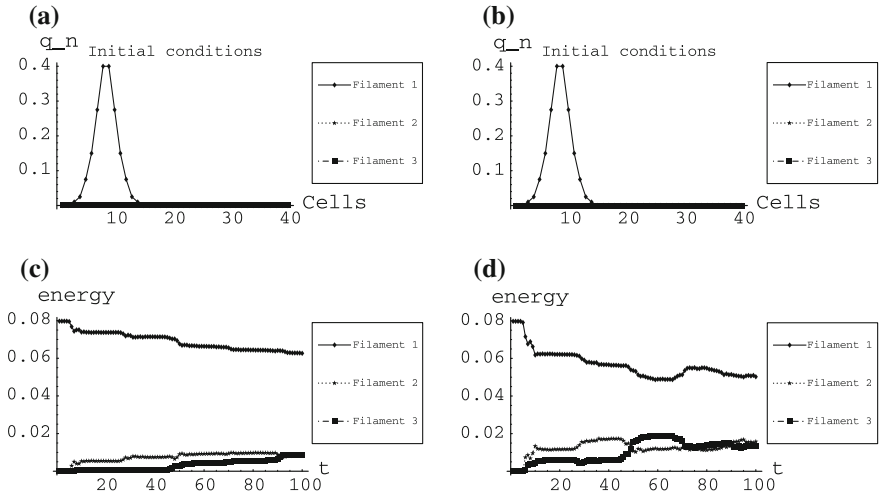 (a)
q_n
Initial conditions
0.4
0.3
0.2
0.1
10
20
30
40
Cells
Filament 1
Filament 2
Filament 3
(b)
q_n
Initial conditions
0.4
0.3
0.2
0.1
10
20
30
40
Cells
Filament 1
Filament 2
Filament 3
(c)
energy
0.08
0.06
0.04
0.02
20
40
60
80
100
t
Filament 1
Filament 2
Filament 3
(d)
energy
0.08
0.06
0.04
0.02
20
40
60
80
100
t
Filament 1
Filament 2
Filament 3